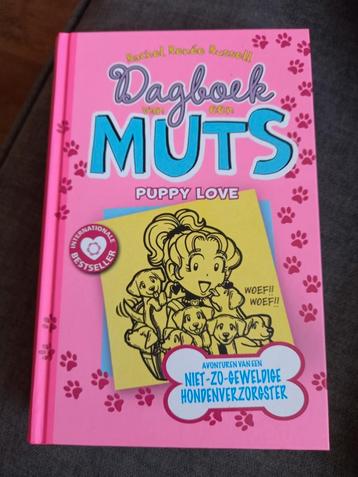 Rachel Renée Russell
Dagboek
van een
MUTS
PUPPY LOVE
INTERNATIONALE
BESTSELLER
WOEF!!
WOEF!!
AVONTUREN VAN EEN
NIET-ZO-GEWELDIGE
HONDENVERZORGSTER